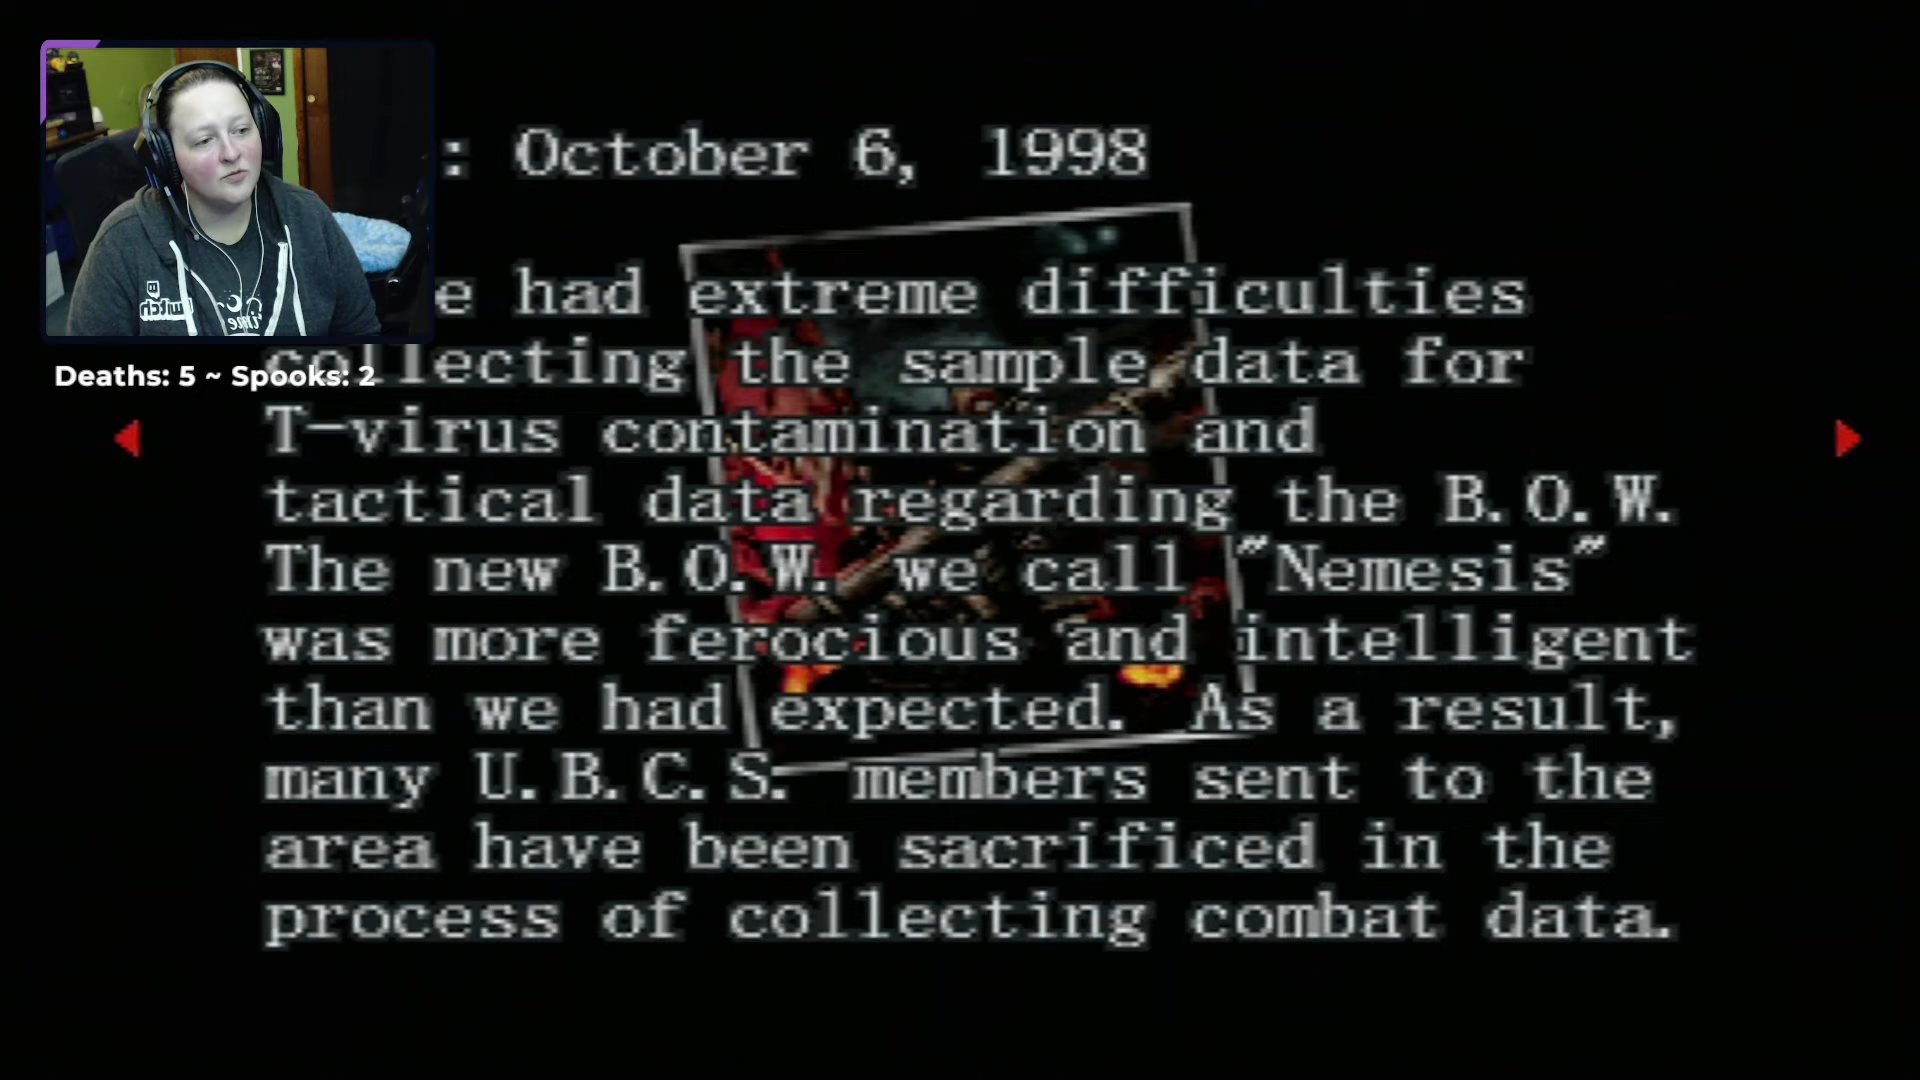 : October 6, 1998
e had extreme difficulties
collecting the sample data for
Deaths: 5 ~ Spooks: 2
T-virus contamination and
tactical data regarding the B.O.W.
The new B.O.W. we call "Nemesis"
was more ferocious and intelligent
than we had expected. As a result,
many U.B.C.S. members sent to the
area have been sacrificed in the
process of collecting combat data.